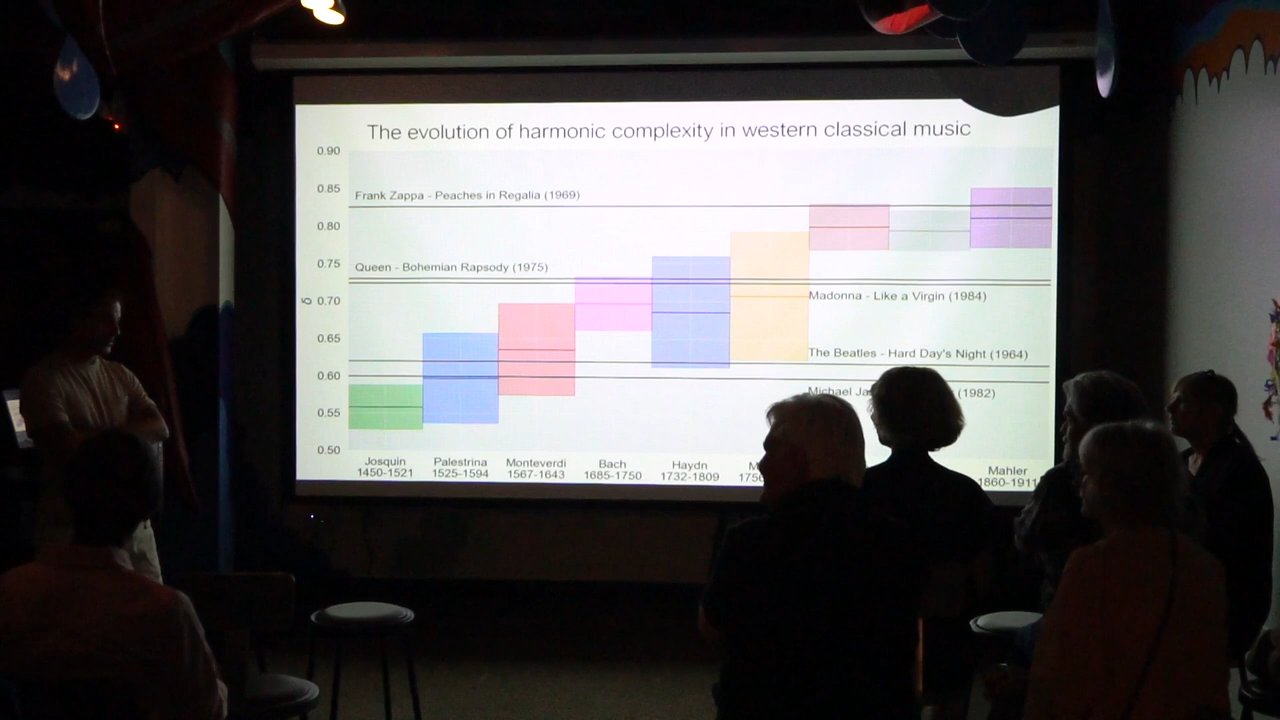 The evolution of harmonic complexity in western classical music
0.90
0.85
Frank Zappa - Peaches in Regalia (1969)
0.80
0.75
Queen - Bohemian Rapsody (1975)
0.70
Madonna - Like a Virgin (1984)
0.65
The Beatles - Hard Day's Night (1964)
0.60
Michael (1982)
0.55
0.50
Josquin Palestrina Monteverdi Bach Haydn Mahler
1450-1521 1525-1594 1567-1643 1685-1750 1732-1809 1860-1911